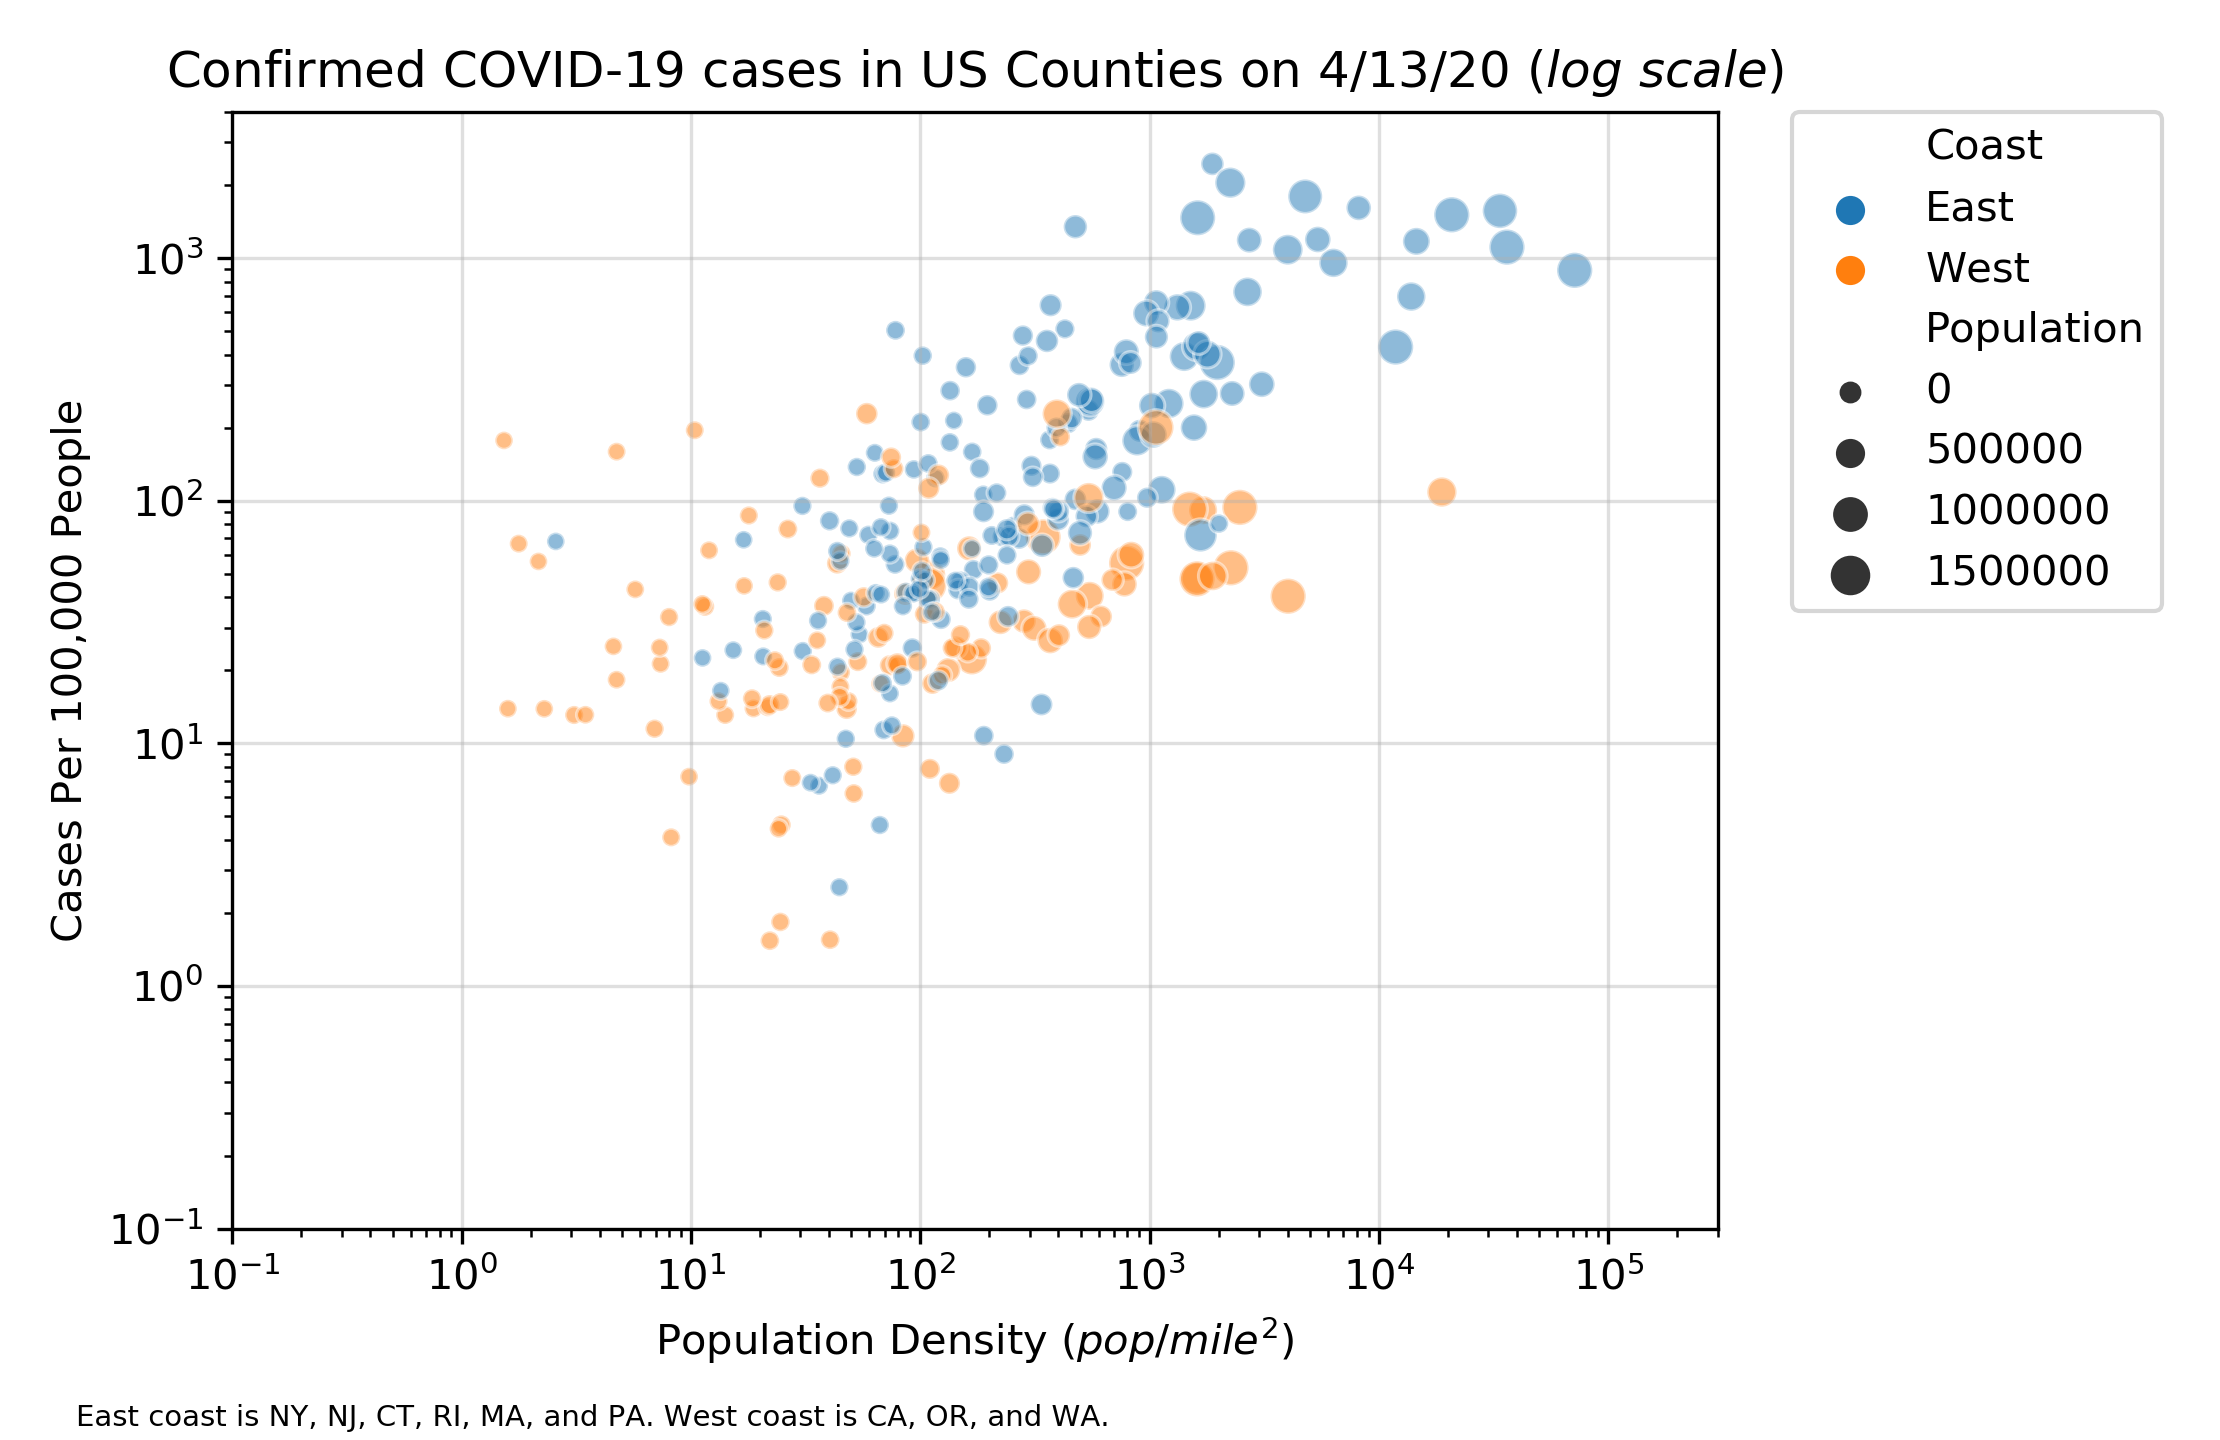 Confirmed COVID-19 cases in US Counties on 4/13/20 (log scale)
Coast
East
West
Population
0
500000
1000000
1500000
Cases Per 100,000 People
10³
10²
10¹
10⁰
10⁻¹
10⁻¹ 10⁰ 10¹ 10² 10³ 10⁴ 10⁵
Population Density (pop/mile²)
East coast is NY, NJ, CT, RI, MA, and PA. West coast is CA, OR, and WA.